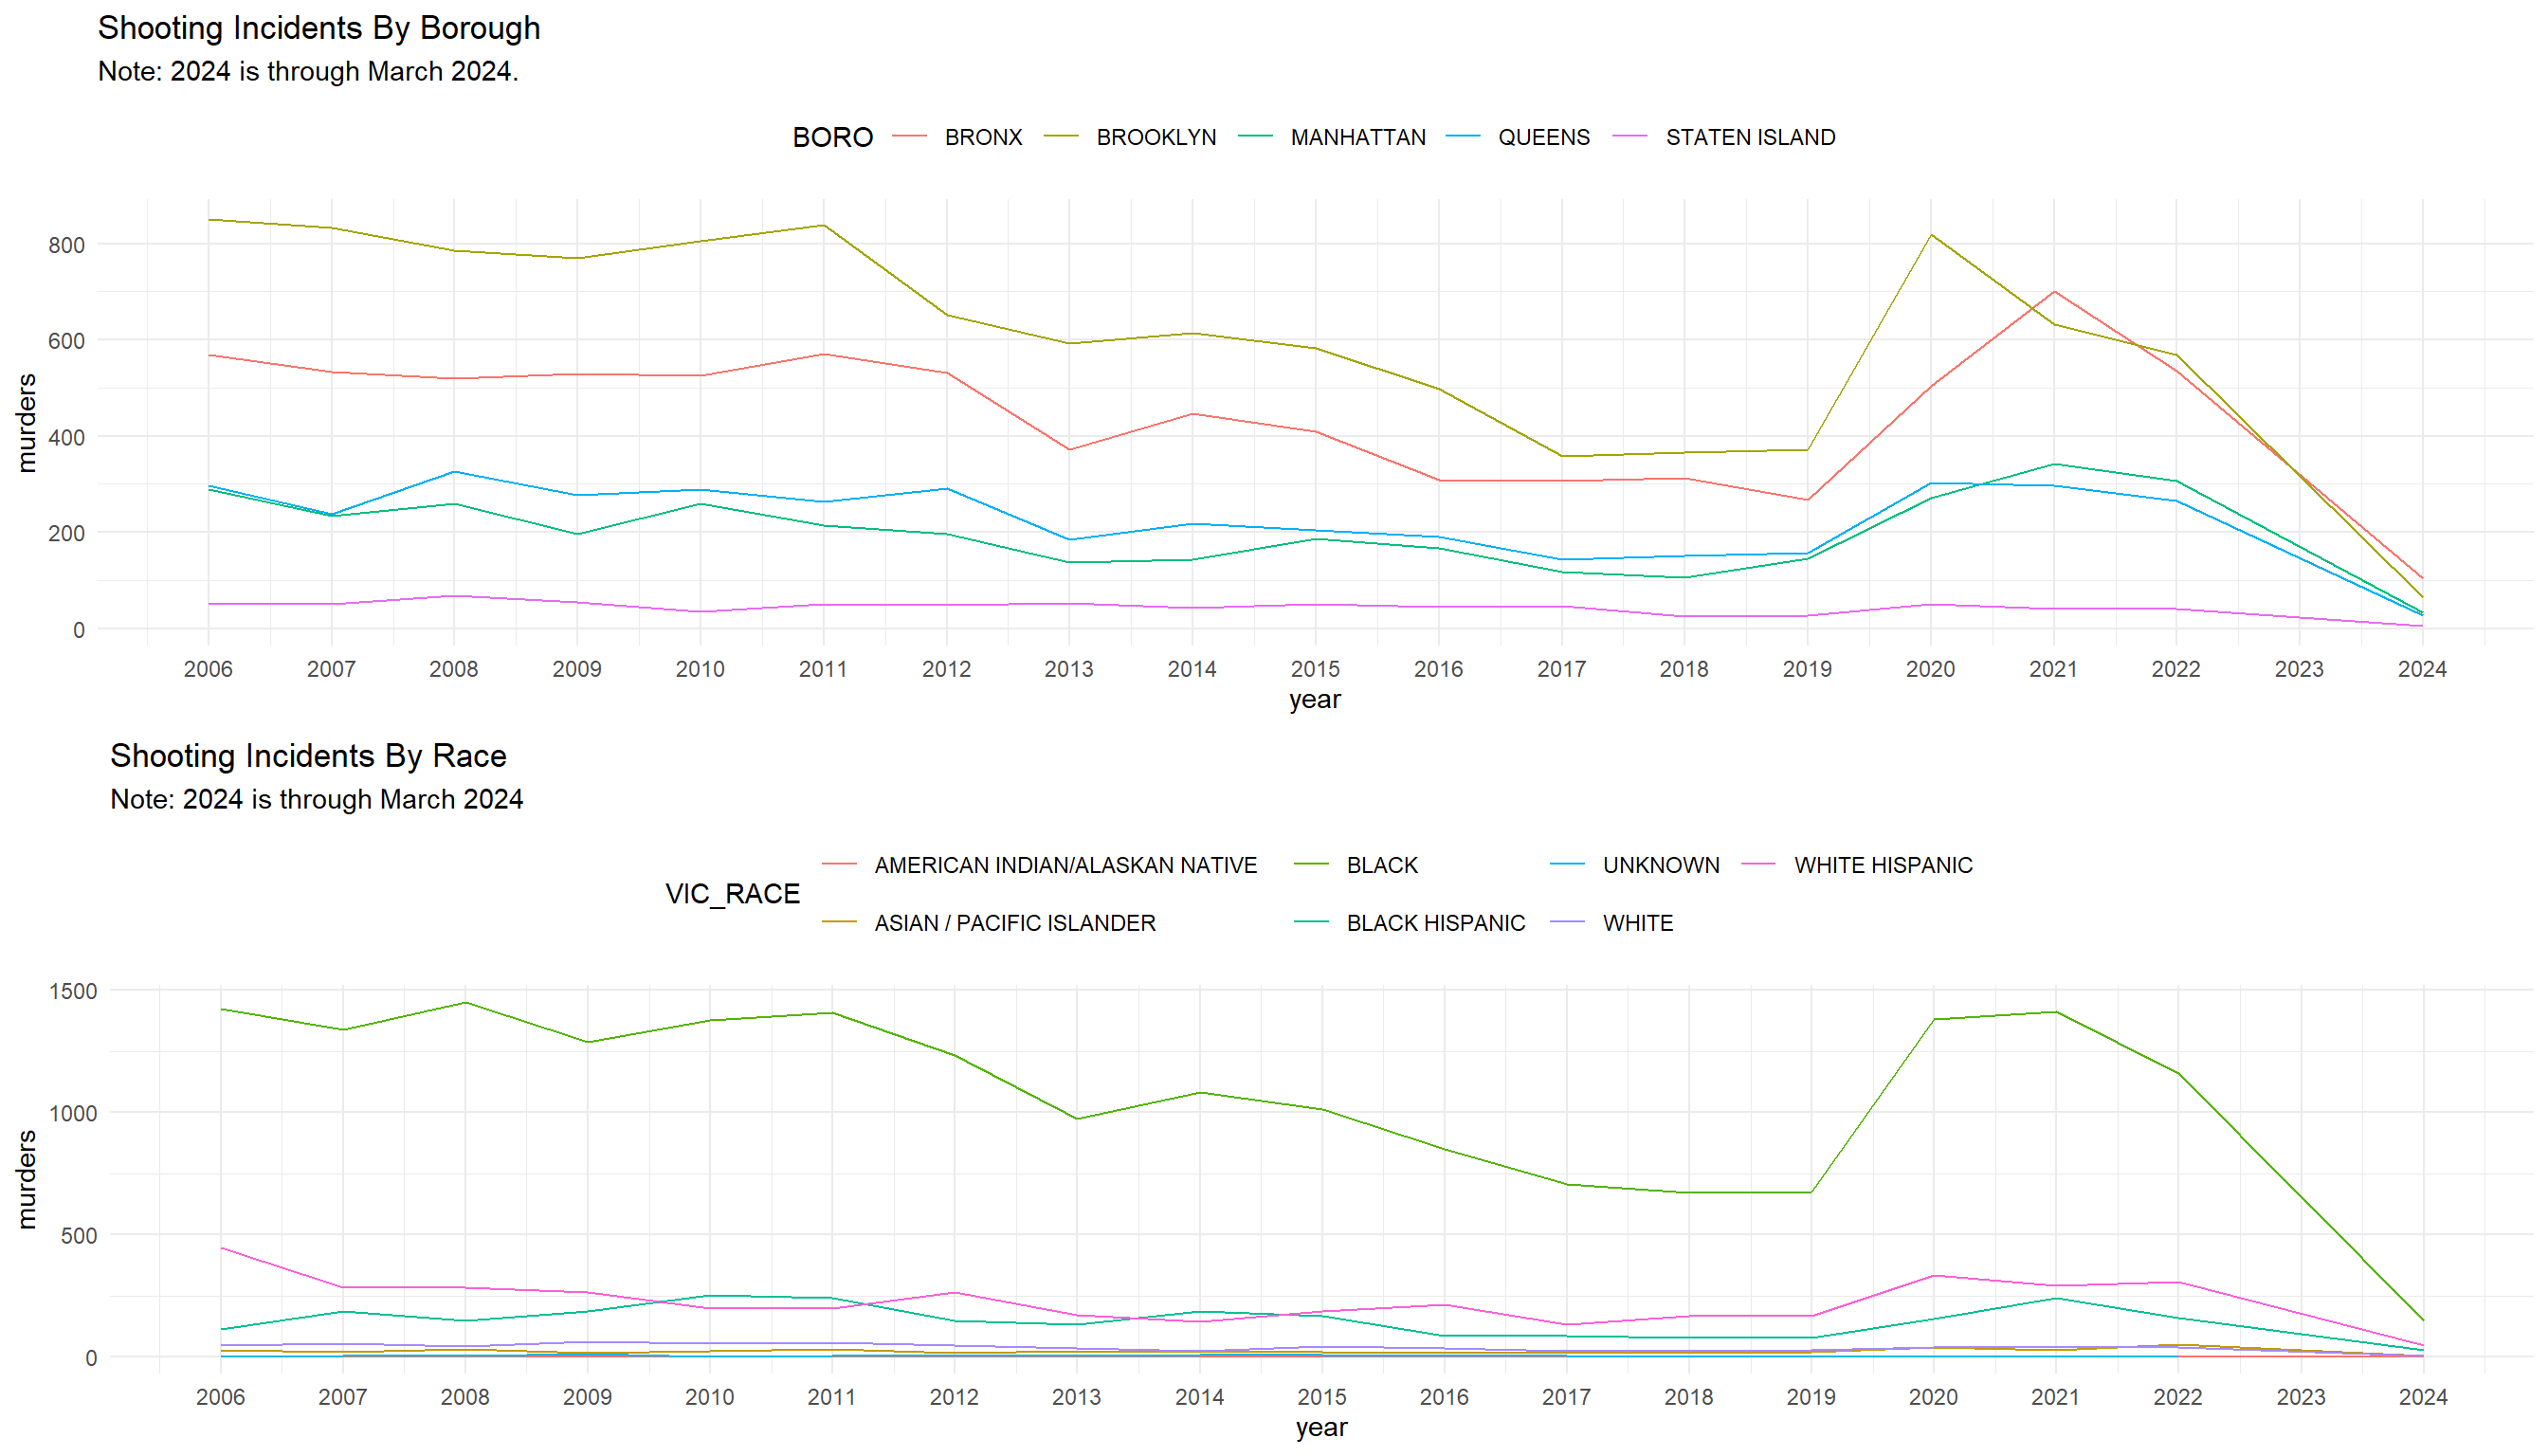 Shooting Incidents By Borough
Note: 2024 is through March 2024.
BORO BRONX BROOKLYN MANHATTAN QUEENS STATEN ISLAND
800
600
400
200
0
murders
2006 2007 2008 2009 2010 2011 2012 2013 2014 2015 2016 2017 2018 2019 2020 2021 2022 2023 2024
year
Shooting Incidents By Race
Note: 2024 is through March 2024
VIC_RACE
AMERICAN INDIAN/ALASKAN NATIVE BLACK UNKNOWN WHITE HISPANIC
ASIAN / PACIFIC ISLANDER BLACK HISPANIC WHITE
1500
1000
500
0
murders
2006 2007 2008 2009 2010 2011 2012 2013 2014 2015 2016 2017 2018 2019 2020 2021 2022 2023 2024
year